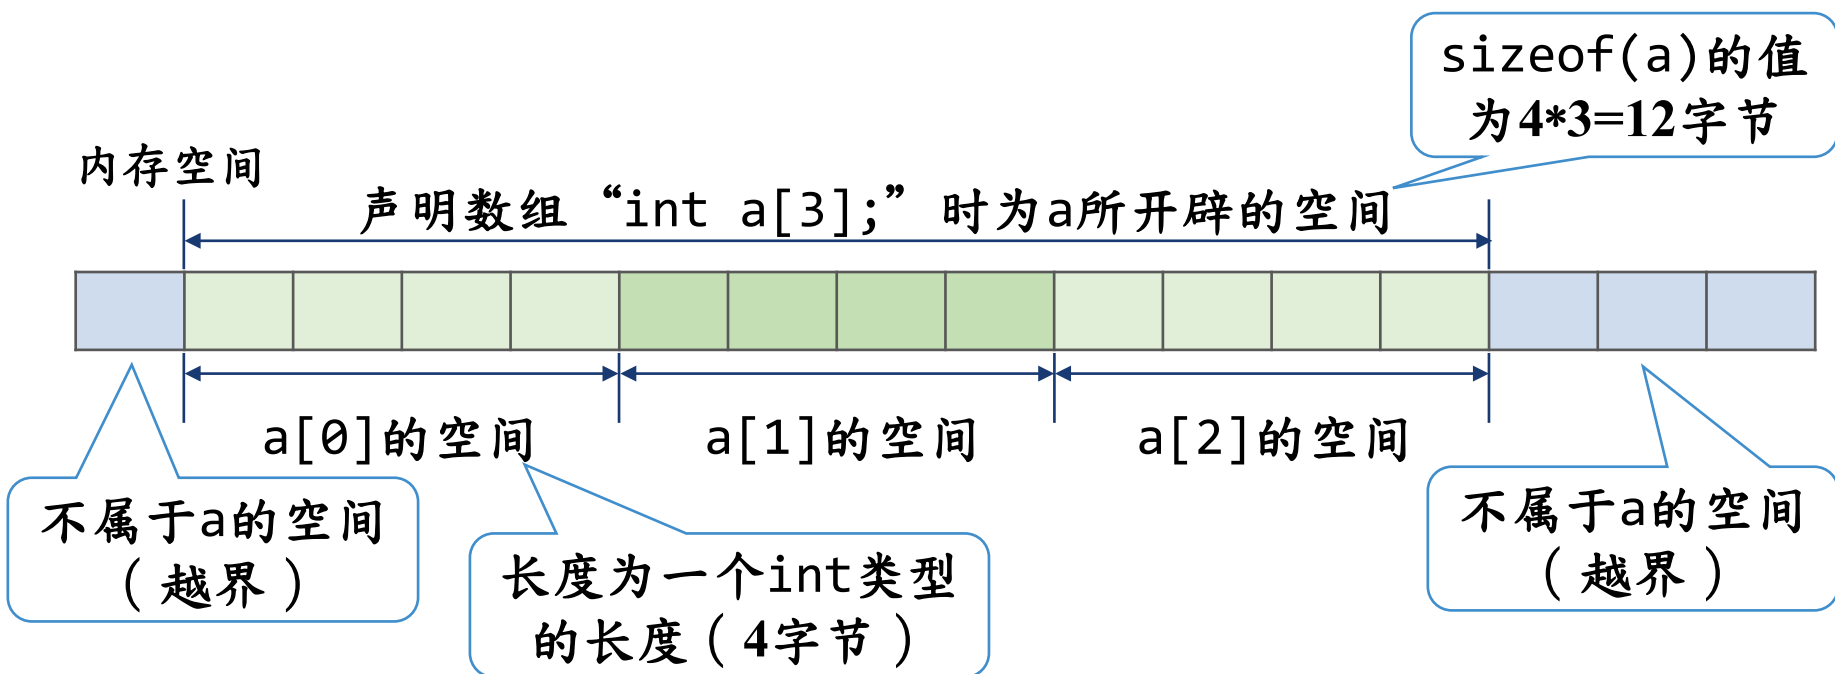 sizeof(a)的值
为4*3=12字节
内存空间
声明数组“int a[3];”时为a所开辟的空间
a[0]的空间
a[1]的空间
a[2]的空间
不属于a的空间
（越界）
长度为一个int类型
的长度（4字节）
不属于a的空间
（越界）